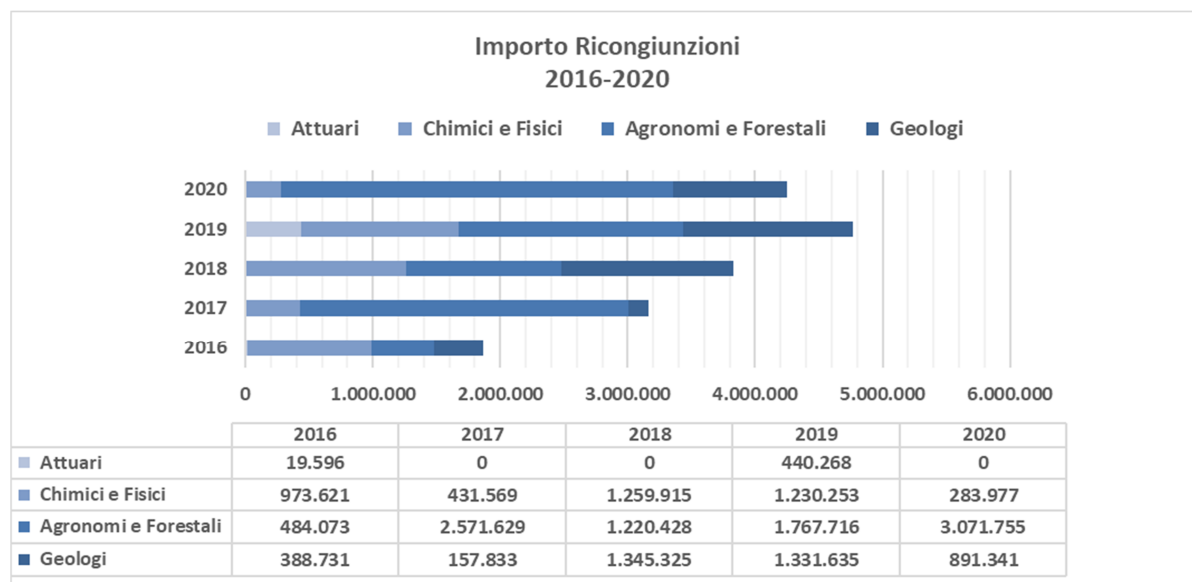 Importo Ricongiunzioni
2016-2020
Attuari Chimici e Fisici Agronomi e Forestali Geologi
2020
2019
2018
2017
2016
0 1.000.000 2.000.000 3.000.000 4.000.000 5.000.000 6.000.000
2016 2017 2018 2019 2020
Attuari 19.596 0 0 440.268 0
Chimici e Fisici 973.621 431.569 1.259.915 1.230.253 283.977
Agronomi e Forestali 484.073 2.571.629 1.220.428 1.767.716 3.071.755
Geologi 388.731 157.833 1.345.325 1.331.635 891.341